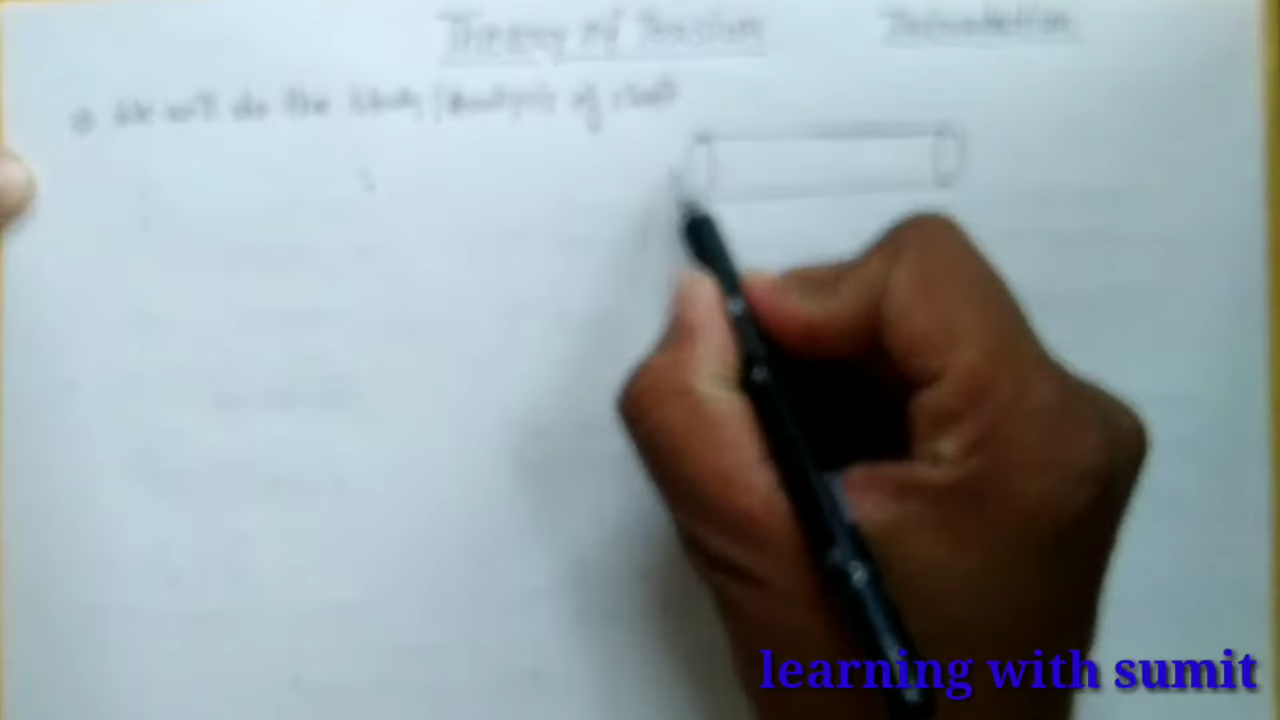 Theory of Torsion Introduction
We will do the study/Analysis of shaft
learning with sumit